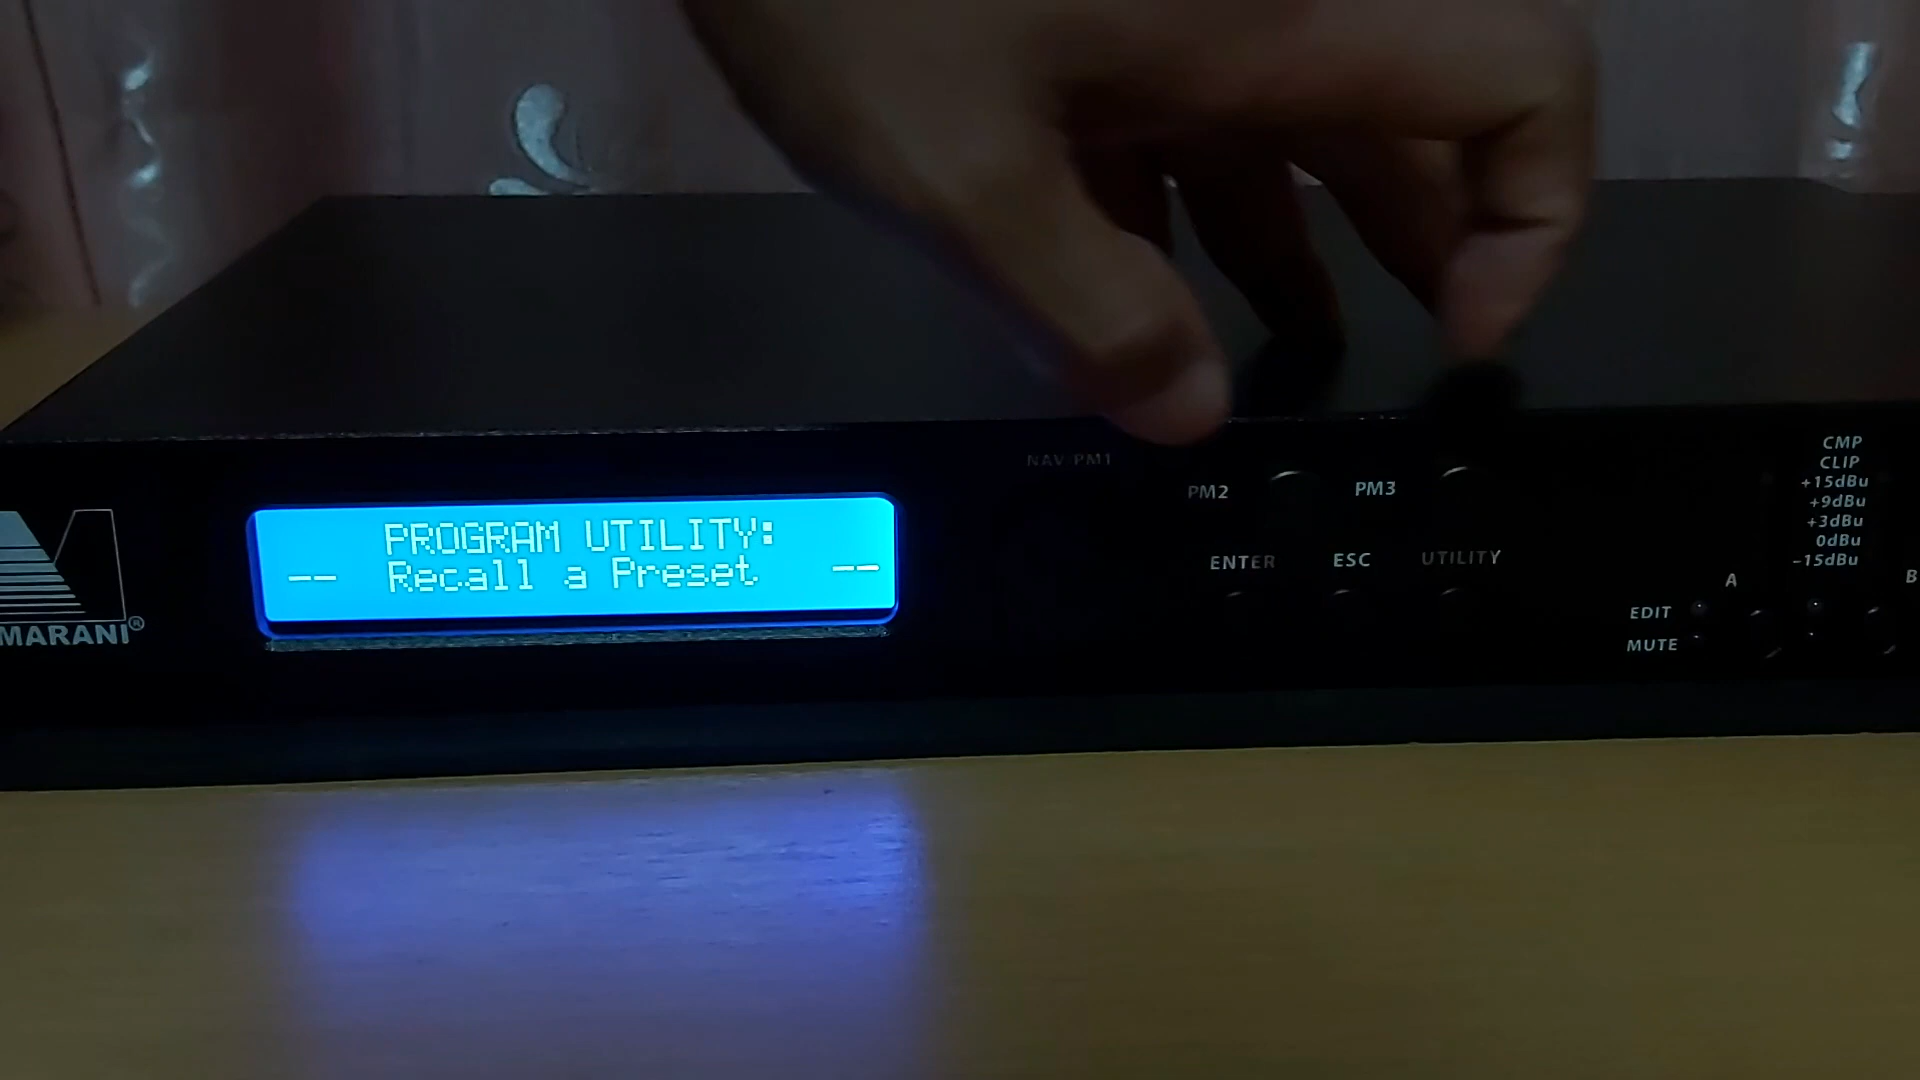 PROGRAM UTILITY:
-- Recall a Preset --
MARANI®
NAV/PM1
PM2
PM3
ENTER
ESC
UTILITY
CMP
CLIP
+15dBu
+9dBu
+3dBu
0dBu
-15dBu
A
B
EDIT
MUTE